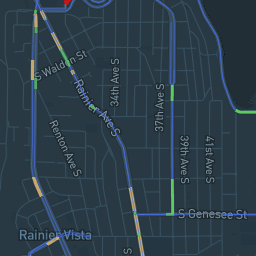 S Walden St
34th Ave S
Rainier Ave S
37th Ave S
Renton Ave S
39th Ave S
41st Ave S
S Genesee St
Rainier Vista
S